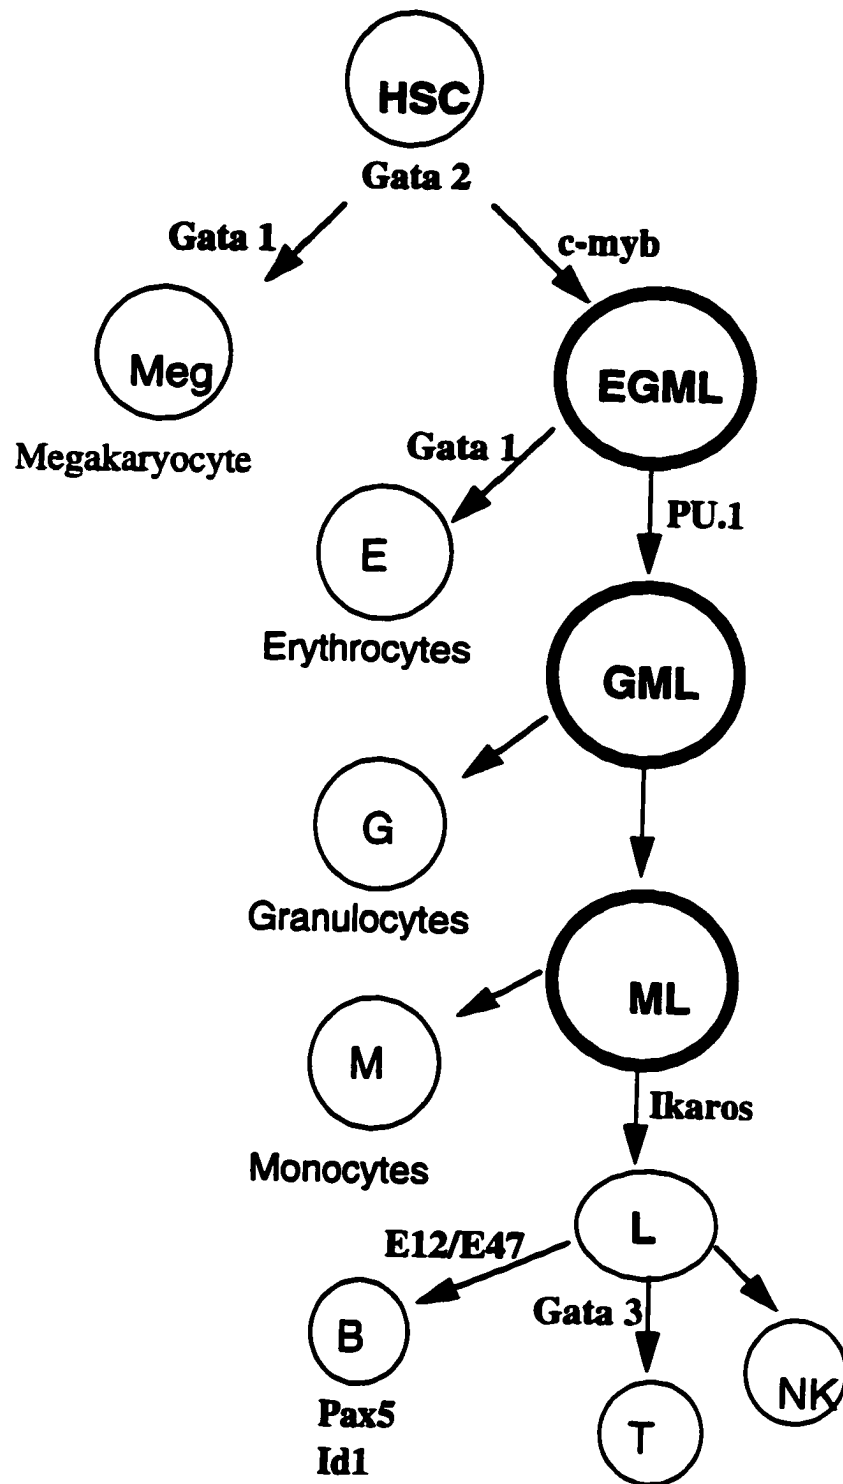 HSC
Gata 2
Gata 1
c-myb
Meg
Megakaryocyte
EGML
Gata 1
PU.1
E
Erythrocytes
GML
G
Granulocytes
ML
M
Monocytes
Ikaros
L
E12/E47
Gata 3
B
NK
T
Pax5
Id1